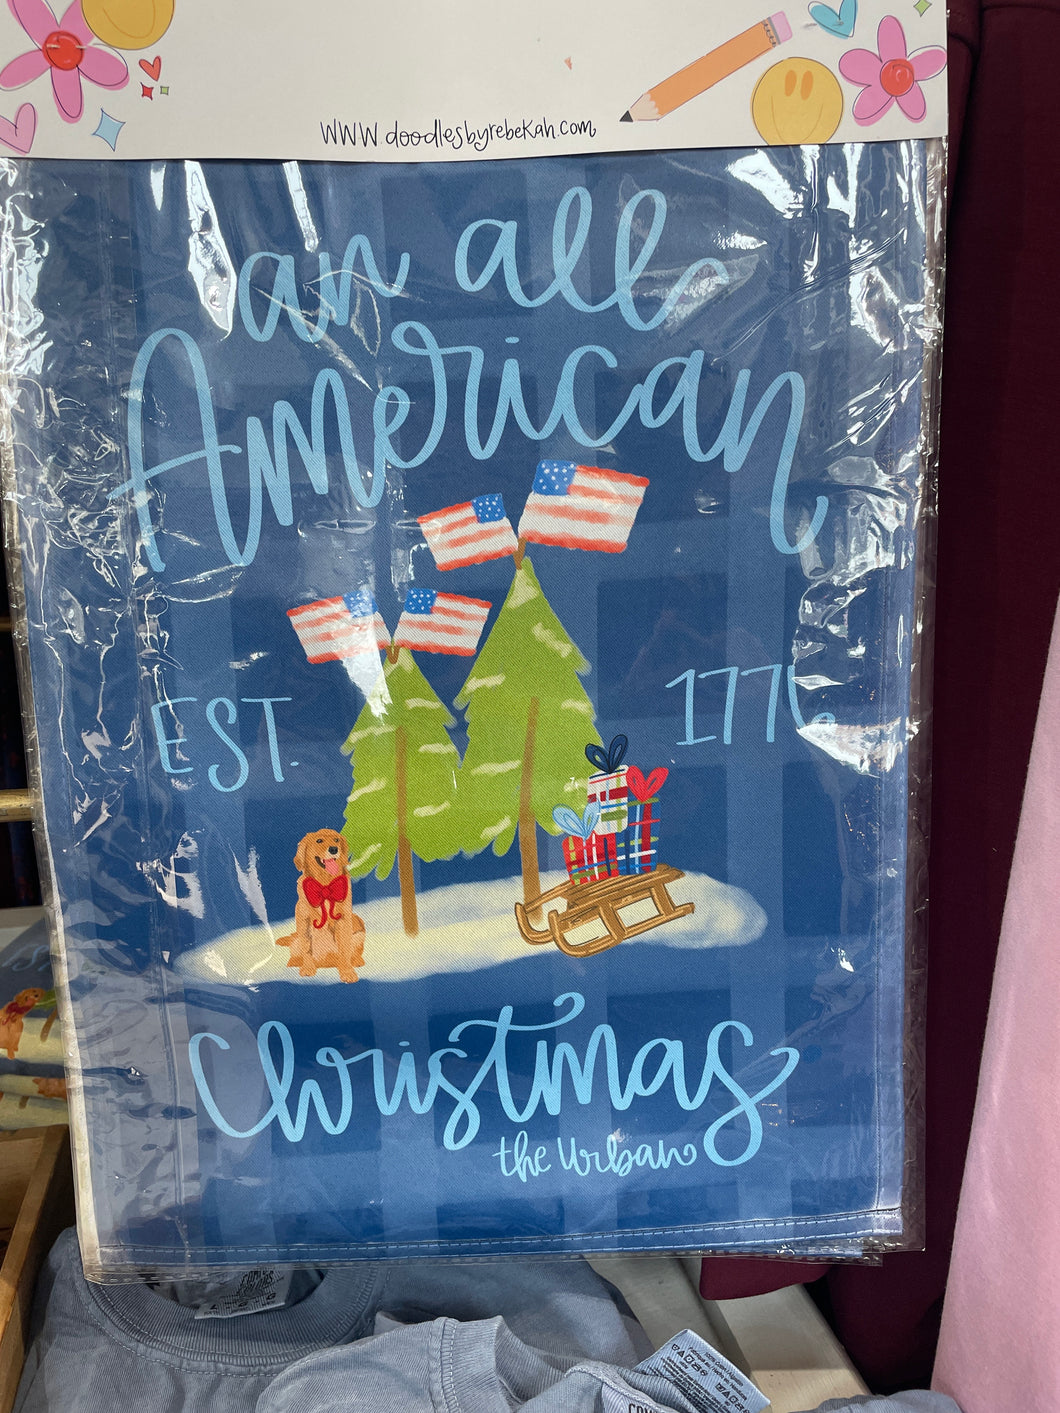 WWW.doodlesbyrebekah.com
an all
American
EST. 1776
Christmas
the Urban